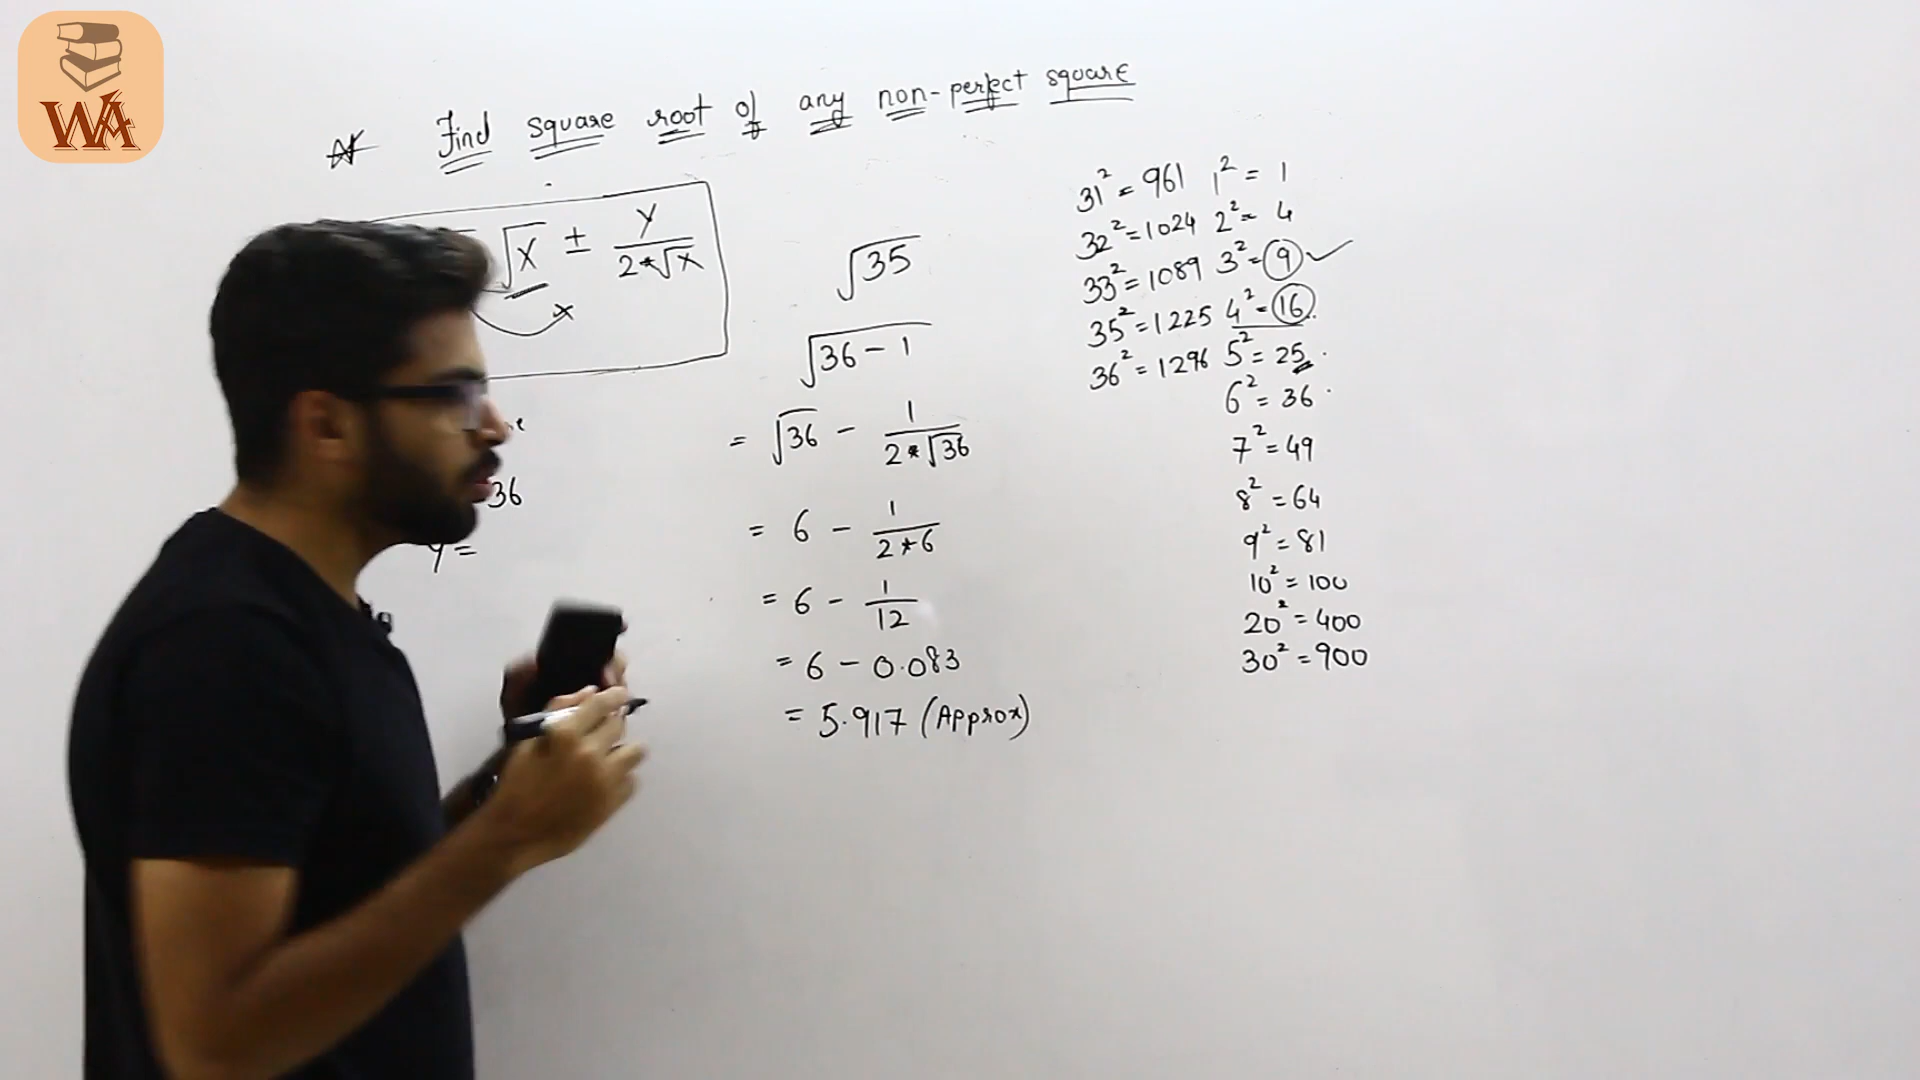 WA
Find square root of any non-perfect square
√x ± y / 2*√x
x
36
y =
√35
√36 - 1
= √36 - 1 / 2*√36
= 6 - 1 / 2*6
= 6 - 1 / 12
= 6 - 0.083
= 5.917 (Approx)
31² = 961
32² = 1024
33² = 1089
35² = 1225
36² = 1296
1² = 1
2² = 4
3² = 9
4² = 16
5² = 25
6² = 36
7² = 49
8² = 64
9² = 81
10² = 100
20² = 400
30² = 900